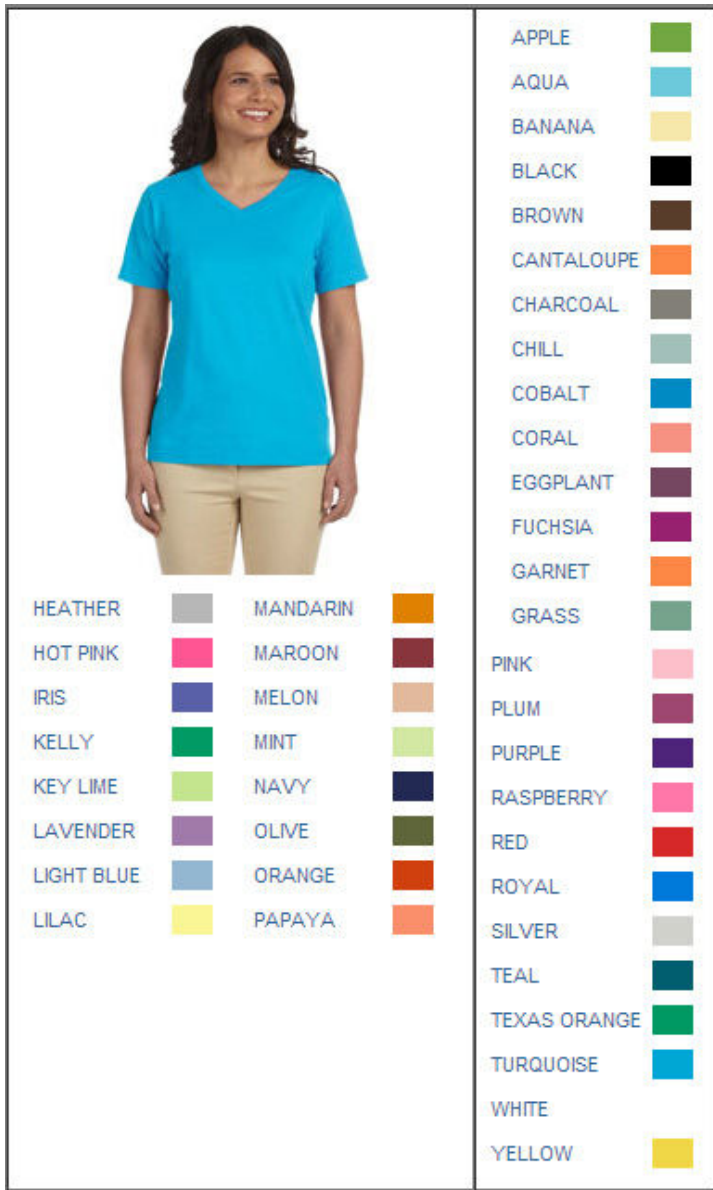 APPLE
AQUA
BANANA
BLACK
BROWN
CANTALOUPE
CHARCOAL
CHILL
COBALT
CORAL
EGGPLANT
FUCHSIA
GARNET
GRASS
HEATHER MANDARIN
HOT PINK MAROON
IRIS MELON
KELLY MINT
KEY LIME NAVY
LAVENDER OLIVE
LIGHT BLUE ORANGE
LILAC PAPAYA
PINK
PLUM
PURPLE
RASPBERRY
RED
ROYAL
SILVER
TEAL
TEXAS ORANGE
TURQUOISE
WHITE
YELLOW